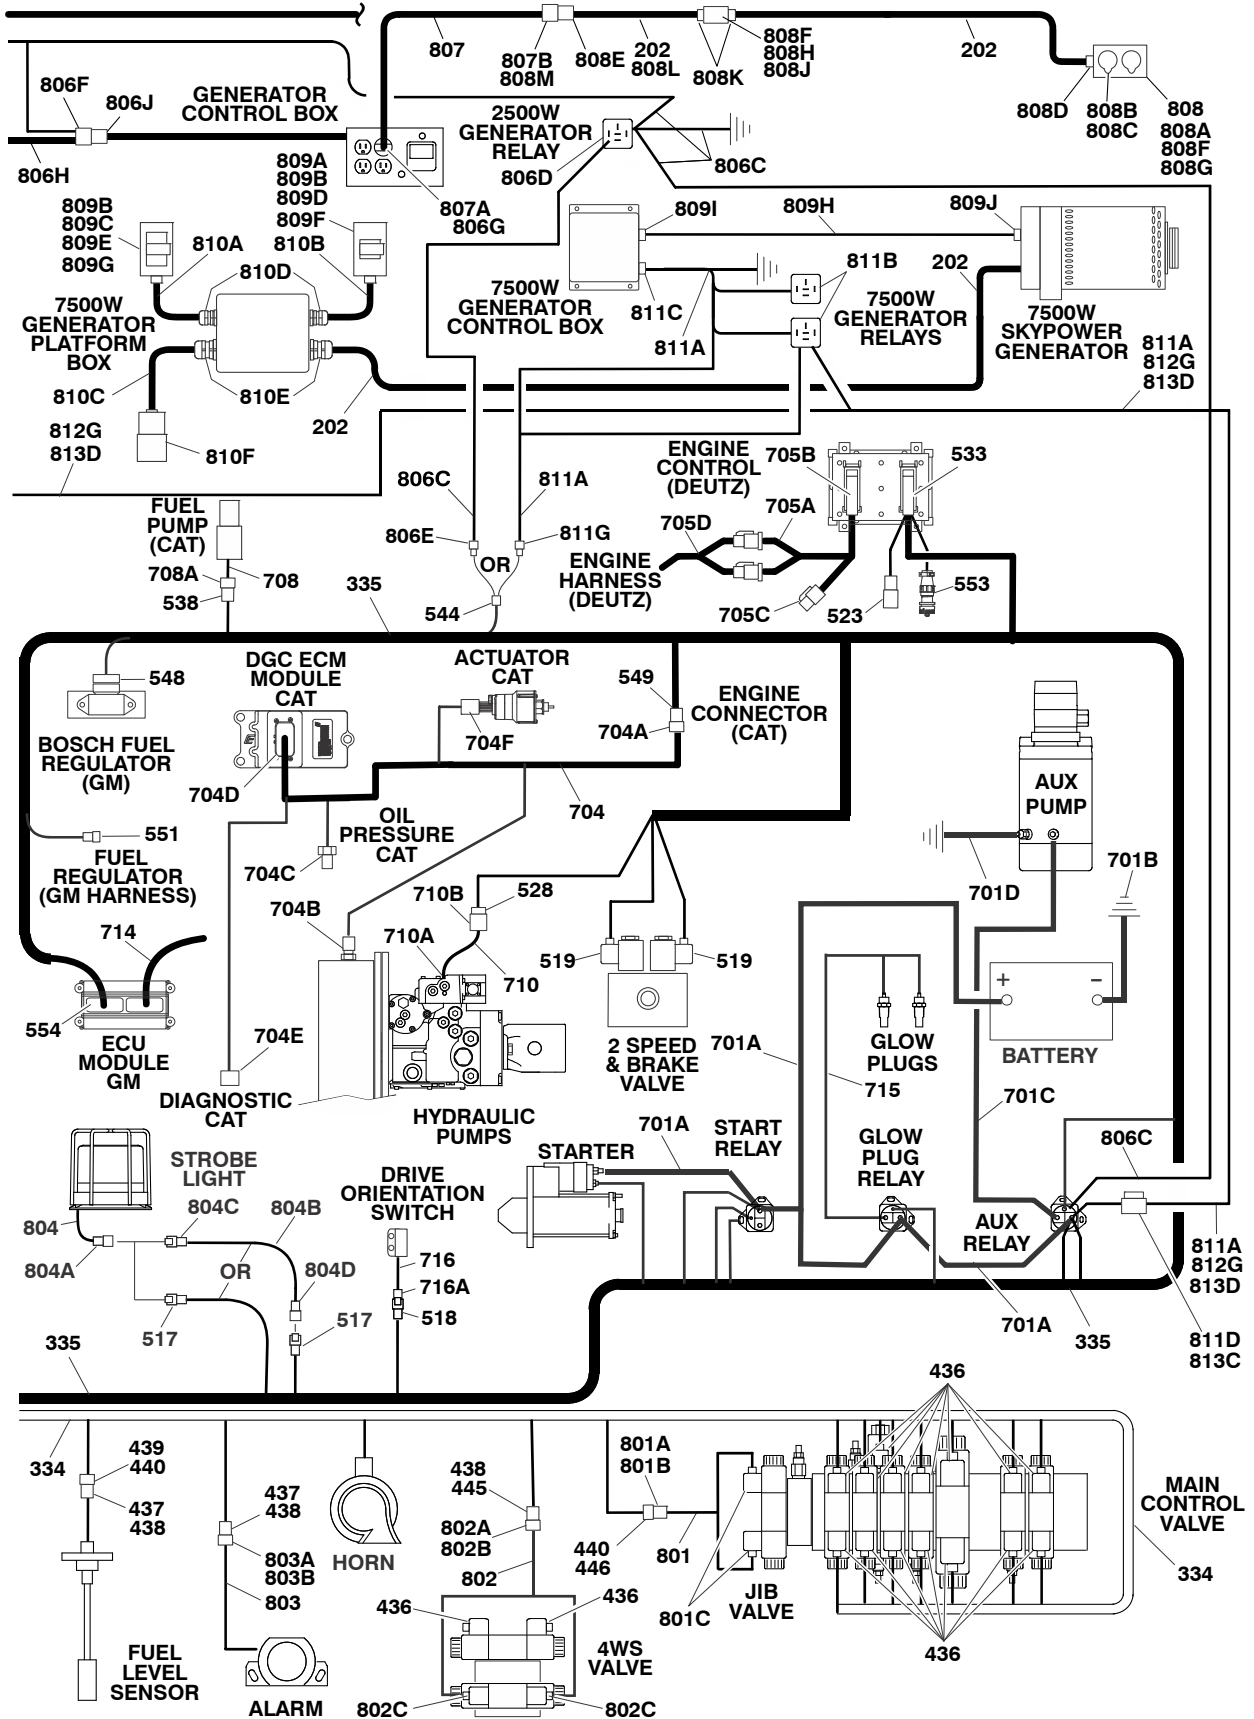 807
807B
808M
808E
202
808L
808K
808F
808H
808J
202
808D
808B
808C
808
808A
808F
808G
806F
806J
GENERATOR
CONTROL BOX
806H
2500W
GENERATOR
RELAY
806D
806C
807A
806G
809A
809B
809D
809F
809B
809C
809E
809G
810A
810B
810D
7500W
GENERATOR
PLATFORM
BOX
810C
810E
202
812G
813D
810F
809I
809H
809J
811B
202
811C
7500W
GENERATOR
CONTROL BOX
811A
7500W
GENERATOR
RELAYS
7500W
SKYPOWER
GENERATOR
811A
812G
813D
ENGINE
CONTROL
(DEUTZ)
705B
533
705D
705A
806C
811A
806E
811G
OR
544
ENGINE
HARNESS
(DEUTZ)
705C
523
553
FUEL
PUMP
(CAT)
708A
708
538
335
548
BOSCH FUEL
REGULATOR
(GM)
DGC ECM
MODULE
CAT
704D
ACTUATOR
CAT
704F
549
704A
ENGINE
CONNECTOR
(CAT)
704
OIL
PRESSURE
CAT
704C
551
FUEL
REGULATOR
(GM HARNESS)
714
554
ECU
MODULE
GM
704B
710B
528
710A
710
704E
DIAGNOSTIC
CAT
HYDRAULIC
PUMPS
519
519
2 SPEED
& BRAKE
VALVE
AUX
PUMP
701D
701B
+
−
BATTERY
701A
GLOW
PLUGS
715
701C
STROBE
LIGHT
804
804A
804C
804B
OR
804D
517
517
DRIVE
ORIENTATION
SWITCH
716
716A
518
STARTER
701A
START
RELAY
GLOW
PLUG
RELAY
806C
AUX
RELAY
701A
335
811A
812G
813D
811D
813C
335
334
439
440
437
438
FUEL
LEVEL
SENSOR
437
438
803A
803B
803
ALARM
HORN
438
445
802A
802B
802
436
436
4WS
VALVE
802C
802C
801A
801B
440
446
801
801C
JIB
VALVE
436
436
MAIN
CONTROL
VALVE
334